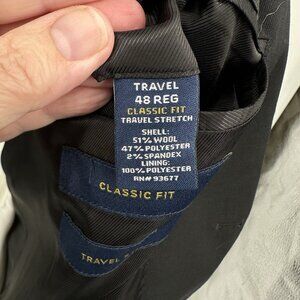 TRAVEL
48 REG
CLASSIC FIT
TRAVEL STRETCH
SHELL:
51% WOOL
47% POLYESTER
2% SPANDEX
LINING:
100% POLYESTER
RN# 93677
CLASSIC FIT
TRAVEL